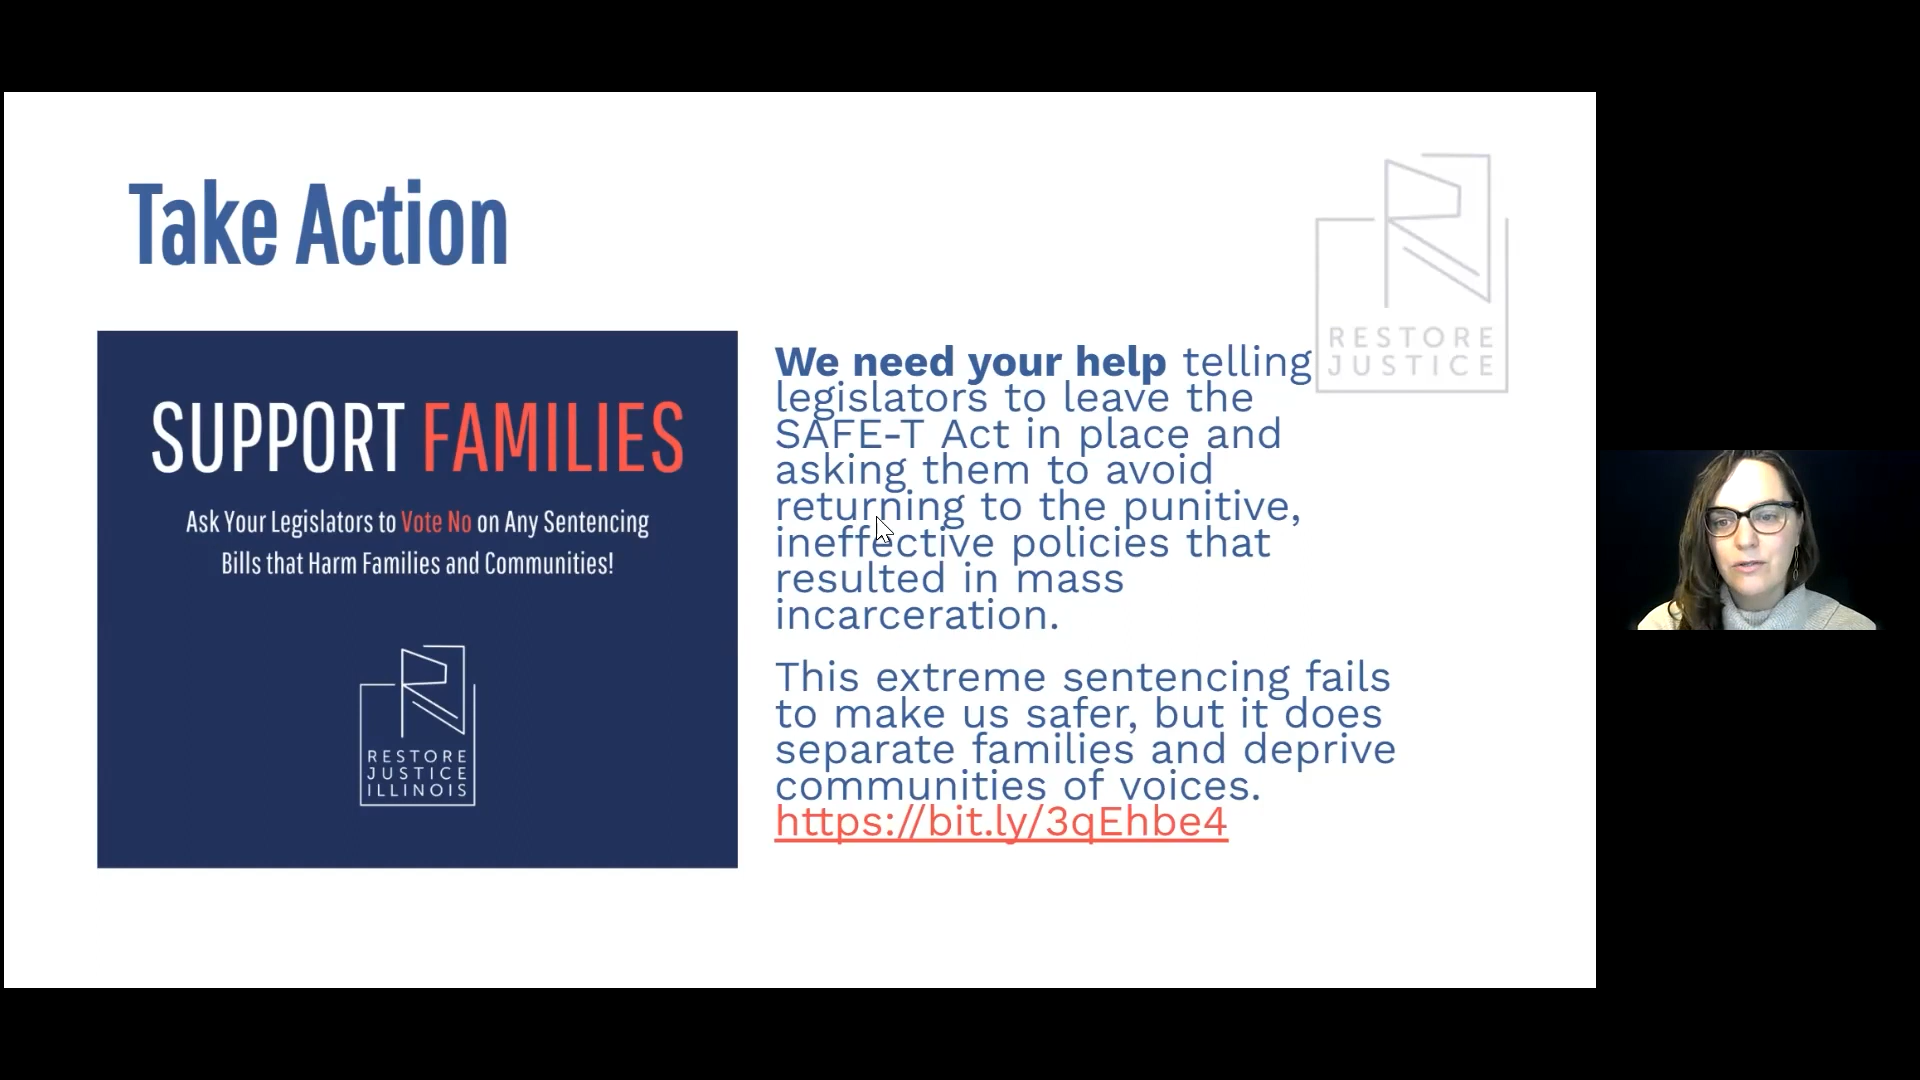 Take Action
RESTORE
JUSTICE
SUPPORT FAMILIES
Ask Your Legislators to Vote No on Any Sentencing
Bills that Harm Families and Communities!
RESTORE
JUSTICE
ILLINOIS
We need your help telling
legislators to leave the
SAFE-T Act in place and
asking them to avoid
returning to the punitive,
ineffective policies that
resulted in mass
incarceration.
This extreme sentencing fails
to make us safer, but it does
separate families and deprive
communities of voices.
https://bit.ly/3qEhbe4